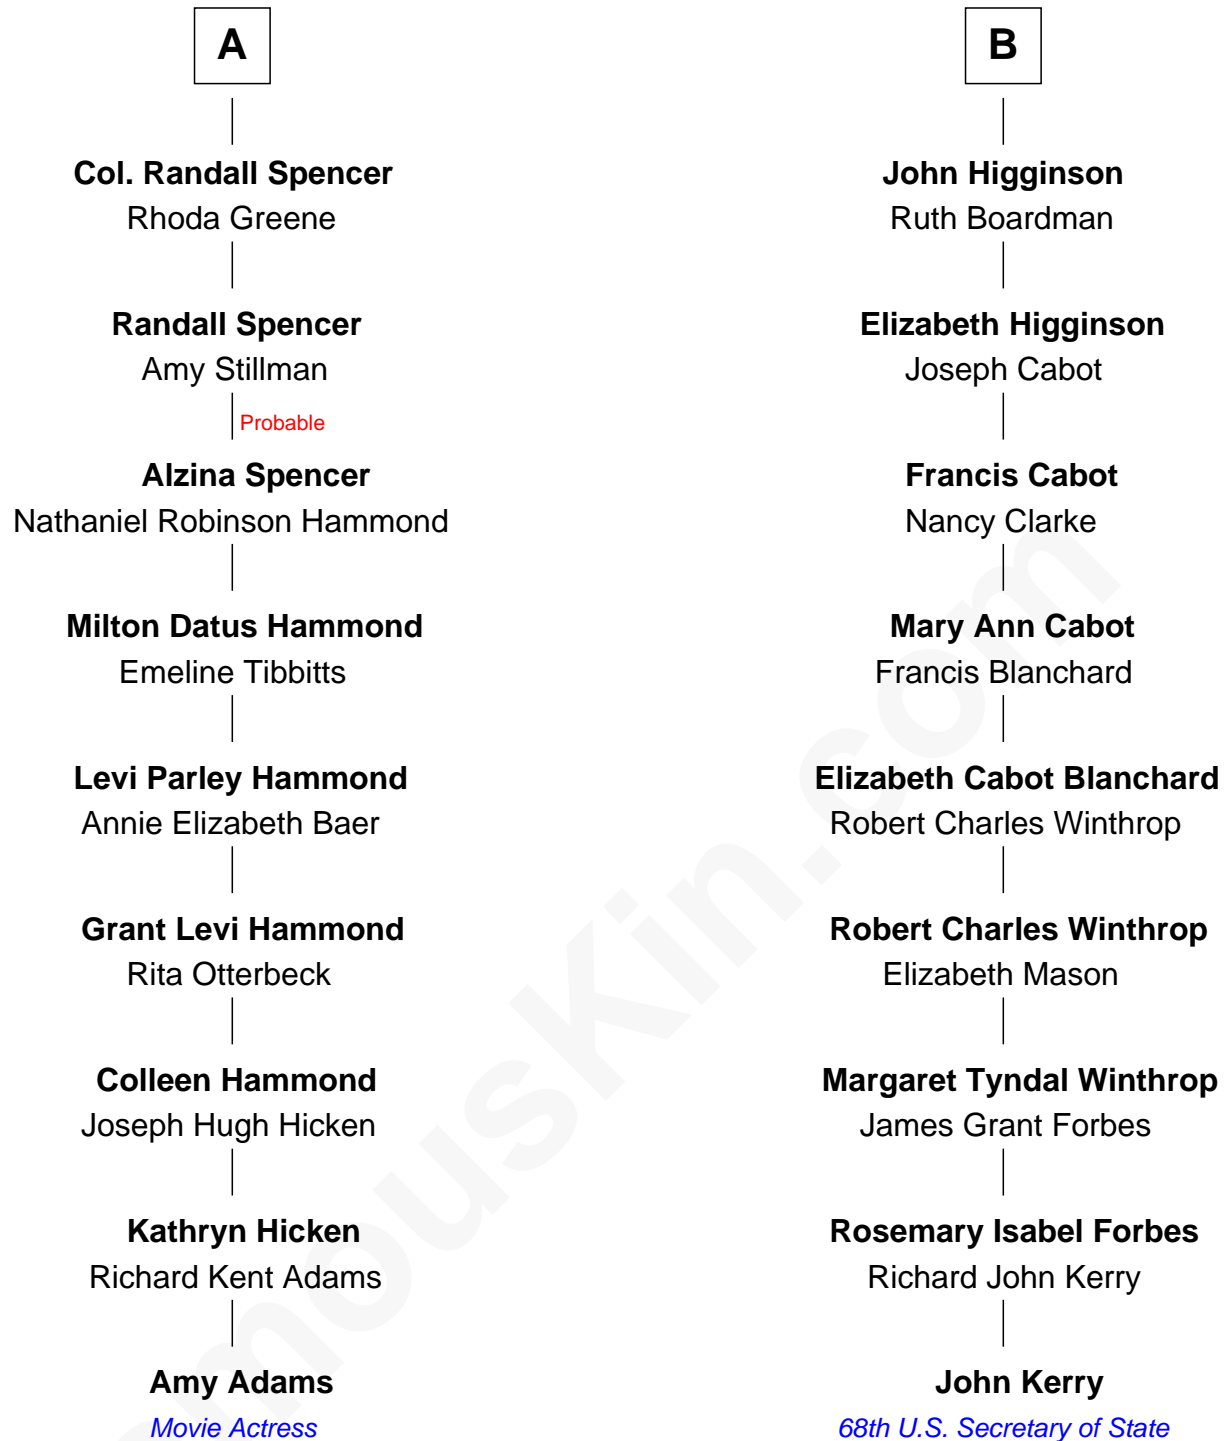 A
Col. Randall Spencer
Rhoda Greene
Randall Spencer
Amy Stillman
Probable
Alzina Spencer
Nathaniel Robinson Hammond
Milton Datus Hammond
Emeline Tibbitts
Levi Parley Hammond
Annie Elizabeth Baer
Grant Levi Hammond
Rita Otterbeck
Colleen Hammond
Joseph Hugh Hicken
Kathryn Hicken
Richard Kent Adams
Amy Adams
Movie Actress
B
John Higginson
Ruth Boardman
Elizabeth Higginson
Joseph Cabot
Francis Cabot
Nancy Clarke
Mary Ann Cabot
Francis Blanchard
Elizabeth Cabot Blanchard
Robert Charles Winthrop
Robert Charles Winthrop
Elizabeth Mason
Margaret Tyndal Winthrop
James Grant Forbes
Rosemary Isabel Forbes
Richard John Kerry
John Kerry
68th U.S. Secretary of State
mouskin.com